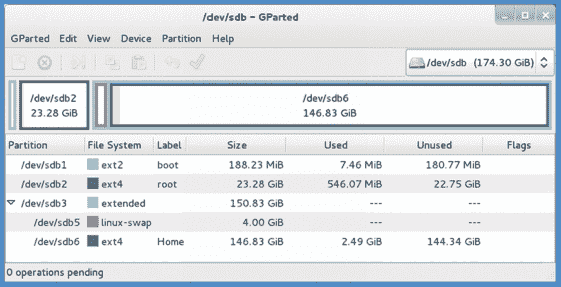 /dev/sdb - GParted
GParted Edit View Device Partition Help
/dev/sdb (174.30 GiB)
/dev/sdb2
23.28 GiB
/dev/sdb6
146.83 GiB
Partition File System Label Size Used Unused Flags
/dev/sdb1 ext2 boot 188.23 MiB 7.46 MiB 180.77 MiB
/dev/sdb2 ext4 root 23.28 GiB 546.07 MiB 22.75 GiB
/dev/sdb3 extended 150.83 GiB --- ---
/dev/sdb5 linux-swap 4.00 GiB --- ---
/dev/sdb6 ext4 Home 146.83 GiB 2.49 GiB 144.34 GiB
0 operations pending